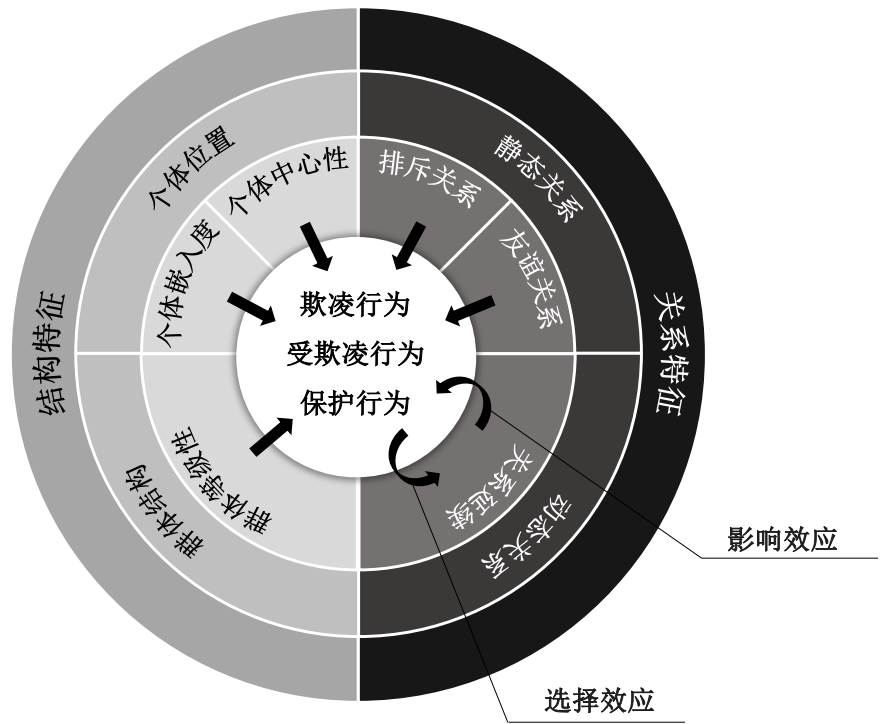 结构特征
关系特征
个体位置
静态关系
群体结构
动态关系
个体中心性
个体嵌入度
排斥关系
友谊关系
群体等级性
关系延续
欺凌行为
受欺凌行为
保护行为
影响效应
选择效应